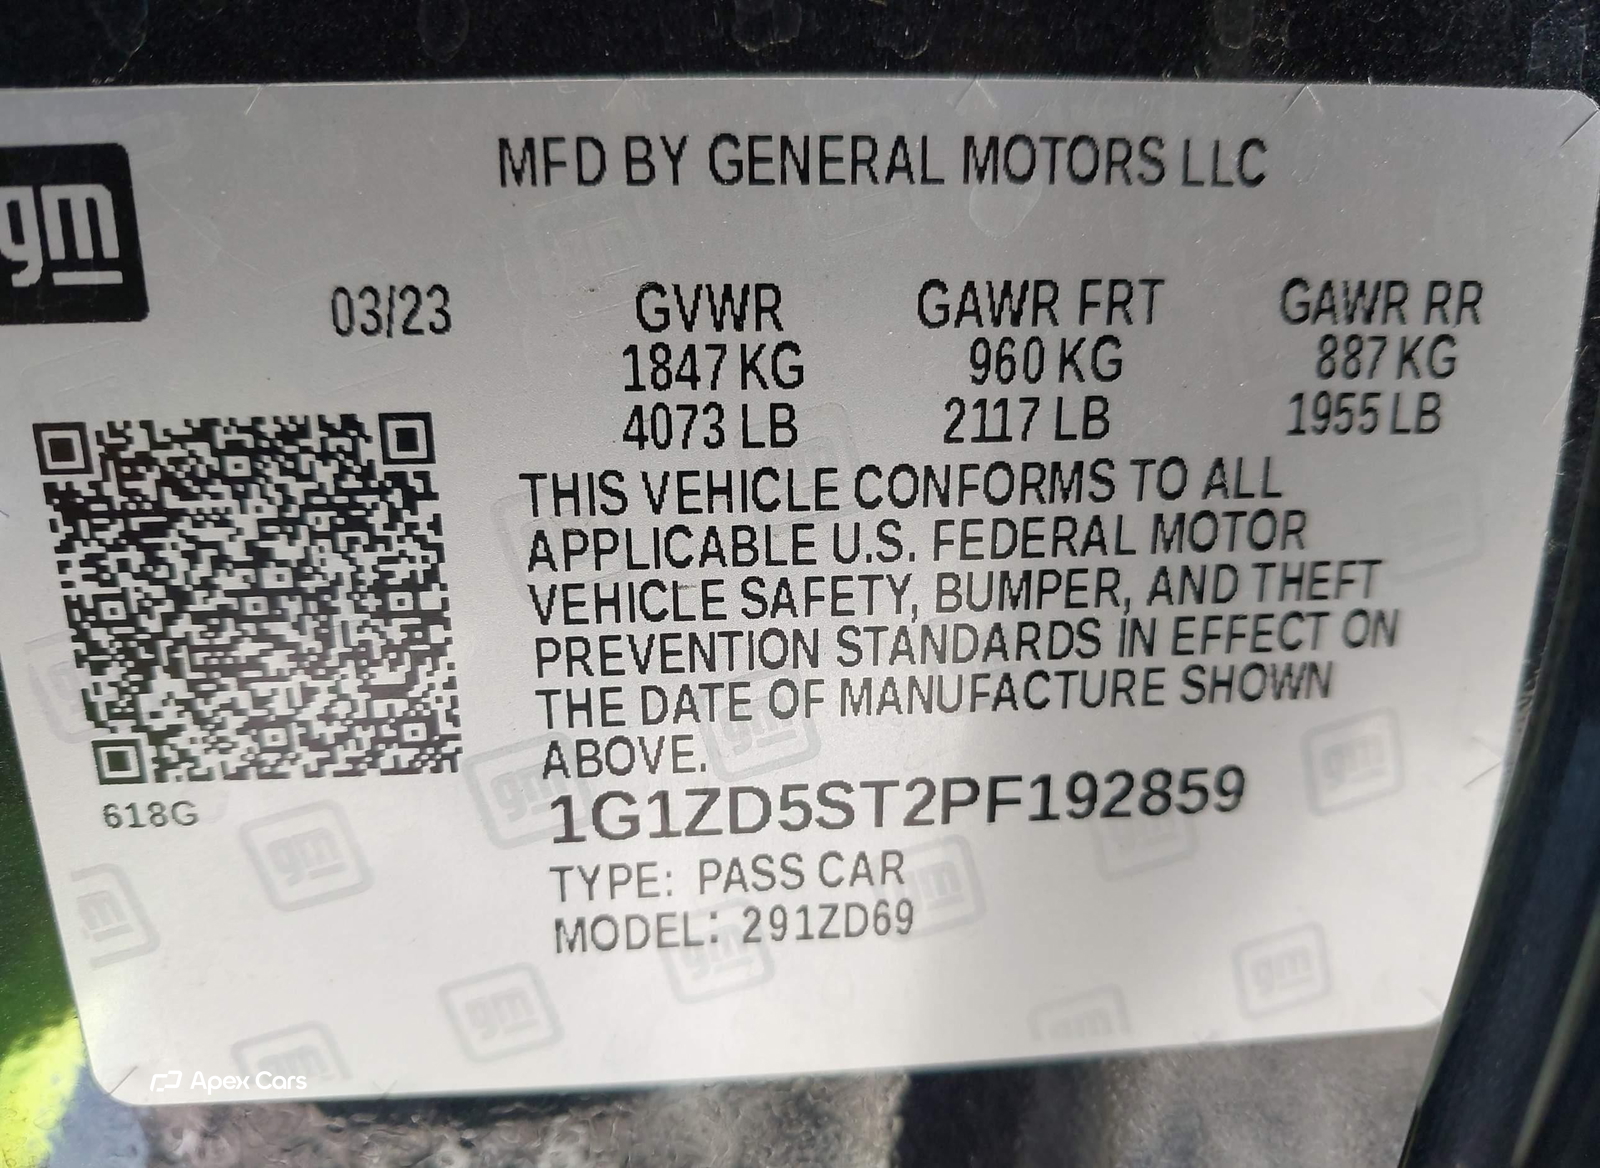 MFD BY GENERAL MOTORS LLC
gm
03/23 GVWR GAWR FRT GAWR RR
1847 KG 960 KG 887 KG
4073 LB 2117 LB 1955 LB
THIS VEHICLE CONFORMS TO ALL
APPLICABLE U.S. FEDERAL MOTOR
VEHICLE SAFETY, BUMPER, AND THEFT
PREVENTION STANDARDS IN EFFECT ON
THE DATE OF MANUFACTURE SHOWN
ABOVE.
618G
1G1ZD5ST2PF192859
TYPE: PASS CAR
MODEL: 291ZD69
Apex Cars